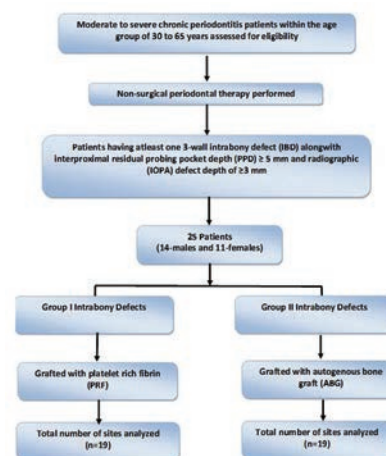 Moderate to severe chronic periodontitis patients within the age
group of 30 to 65 years assessed for eligibility
Non-surgical periodontal therapy performed
Patients having atleast one 3-wall intrabony defect (IBD) alongwith
interproximal residual probing pocket depth (PPD) ≥ 5 mm and radiographic
(IOPA) defect depth of ≥3 mm
25 Patients
(14-males and 11-females)
Group I Intrabony Defects
Group II Intrabony Defects
Grafted with platelet rich fibrin
(PRF)
Grafted with autogenous bone
graft (ABG)
Total number of sites analyzed
(n=19)
Total number of sites analyzed
(n=19)